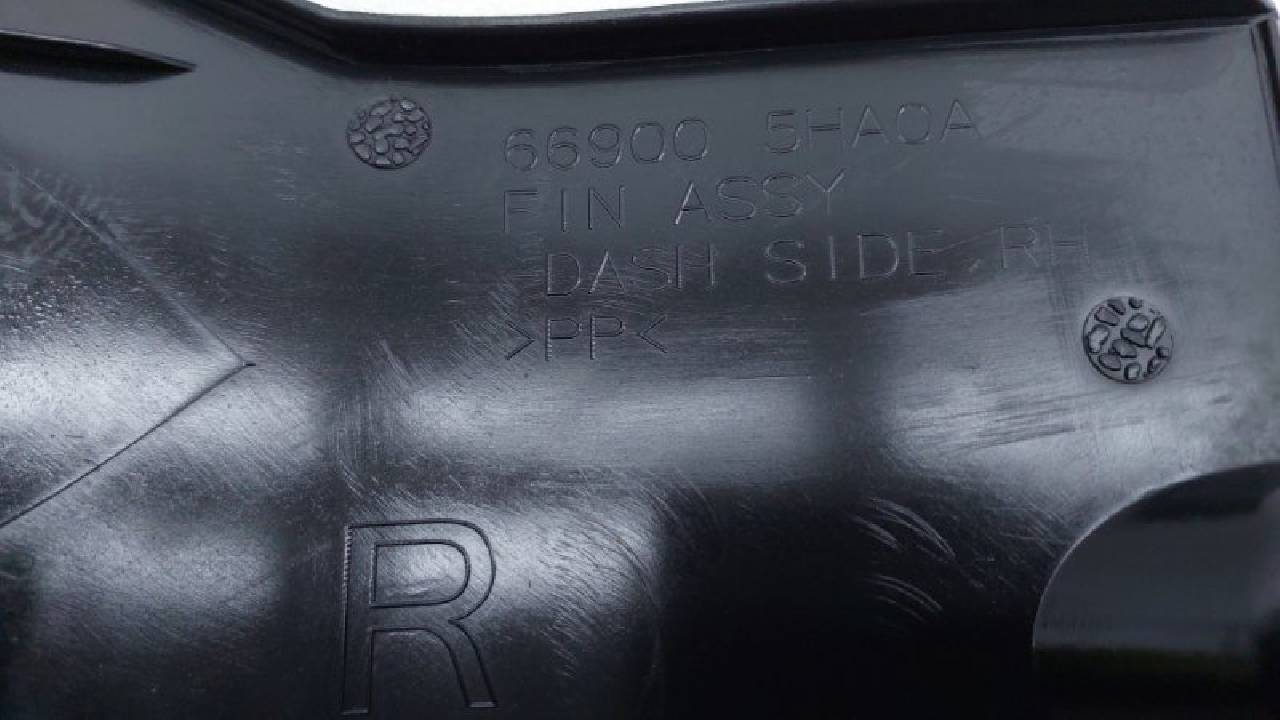 66900 5HA0A
FIN ASSY
-DASH SIDE, RH
>PP<
R